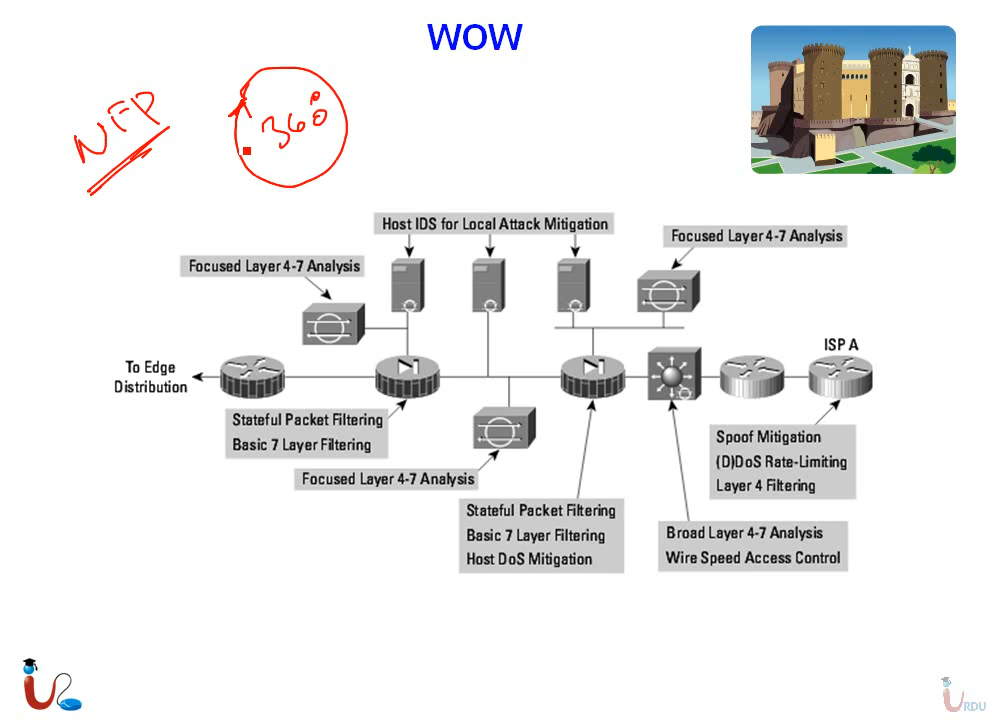 WOW
NFP
360
Host IDS for Local Attack Mitigation
Focused Layer 4-7 Analysis
Focused Layer 4-7 Analysis
ISP A
To Edge
Distribution
Stateful Packet Filtering
Basic 7 Layer Filtering
Focused Layer 4-7 Analysis
Spoof Mitigation
(D)DoS Rate-Limiting
Layer 4 Filtering
Stateful Packet Filtering
Basic 7 Layer Filtering
Host DoS Mitigation
Broad Layer 4-7 Analysis
Wire Speed Access Control
URDU